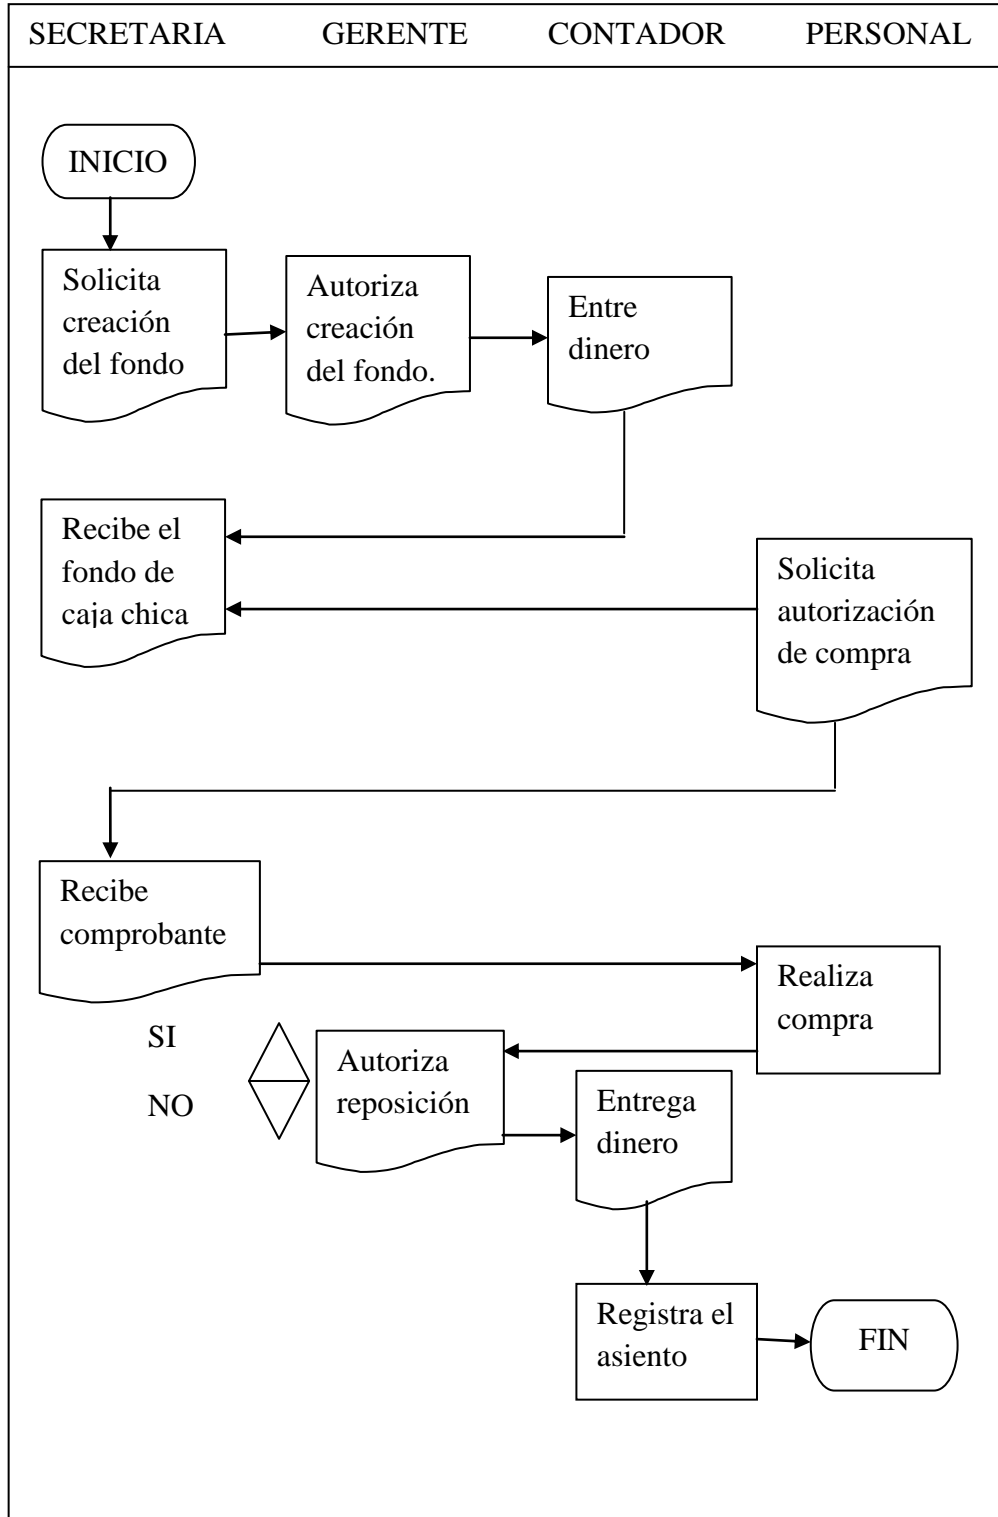 SECRETARIA GERENTE CONTADOR PERSONAL
INICIO
Solicita
creación
del fondo
Autoriza
creación
del fondo.
Entre
dinero
Recibe el
fondo de
caja chica
Solicita
autorización
de compra
Recibe
comprobante
Realiza
compra
SI
NO
Autoriza
reposición
Entrega
dinero
Registra el
asiento
FIN